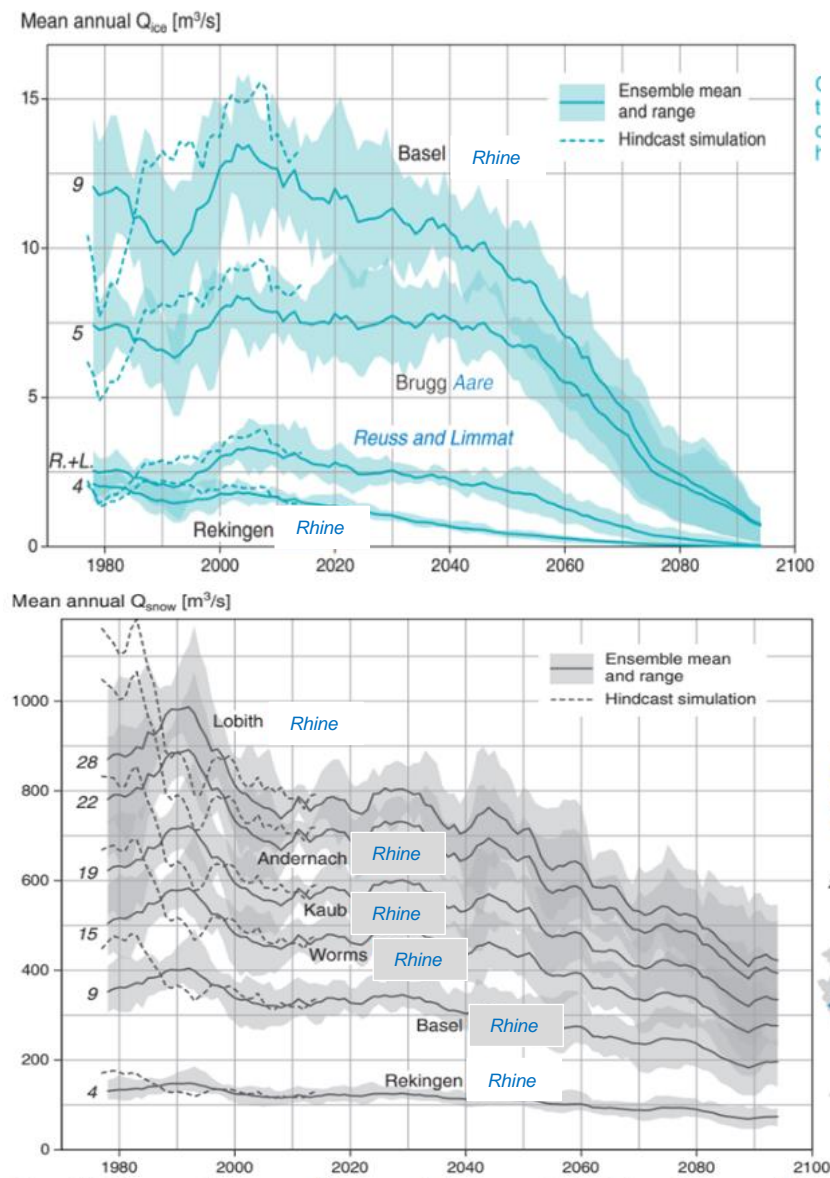 Mean annual Qice [m³/s]
15
10
5
0
Ensemble mean
and range
Hindcast simulation
Basel Rhine
9
5
Brugg Aare
Reuss and Limmat
R.+L.
4
Rekingen Rhine
1980 2000 2020 2040 2060 2080 2100
Mean annual Qsnow [m³/s]
1000
800
600
400
200
0
Ensemble mean
and range
Hindcast simulation
Lobith Rhine
28
22
Andernach Rhine
19
Kaub Rhine
15
Worms Rhine
9
Basel Rhine
Rekingen Rhine
4
1980 2000 2020 2040 2060 2080 2100